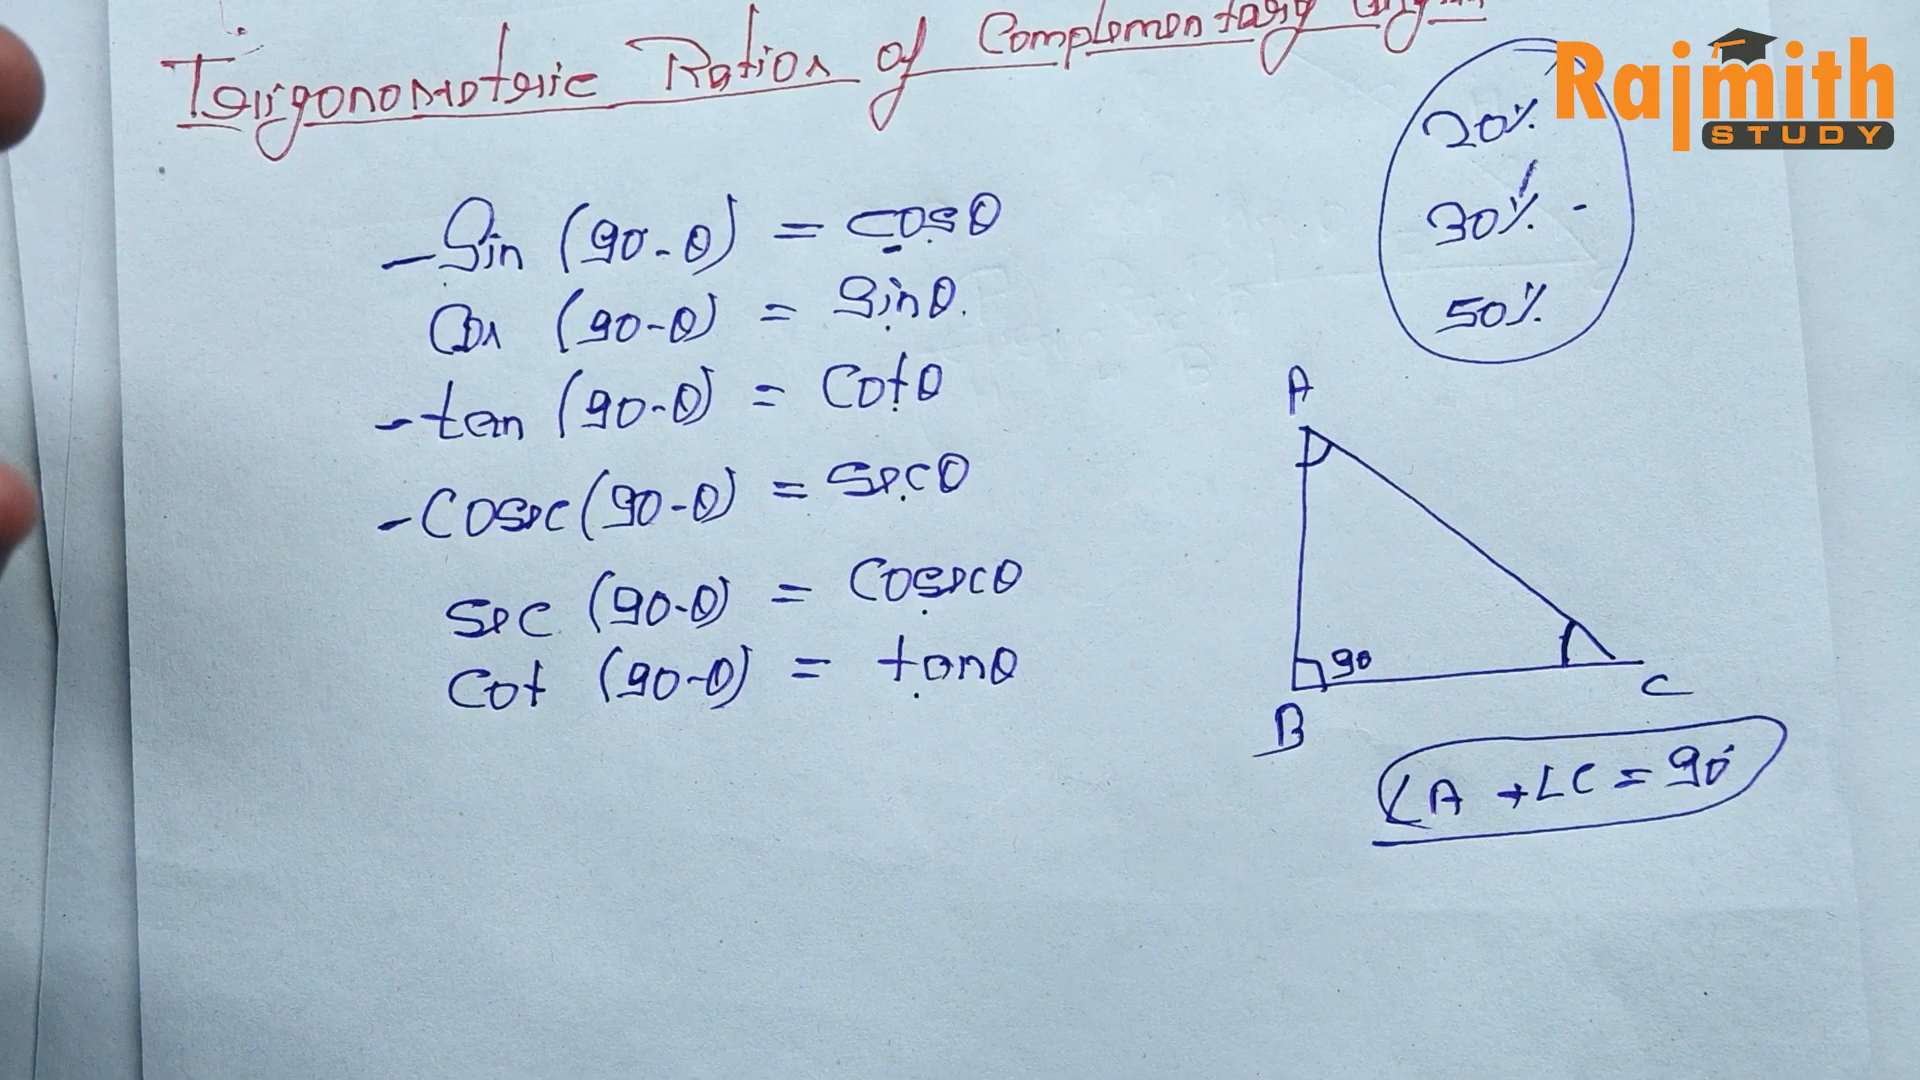 Trigonometric Ratios of Complementary
Rajmith
STUDY
20%
30%
50%
- Sin (90-θ) = cosθ
Cos (90-θ) = Sinθ
- tan (90-θ) = Cotθ
- Cosec (90-θ) = secθ
sec (90-θ) = Cosecθ
Cot (90-θ) = tanθ
A
90
B
C
∠A + ∠C = 90°